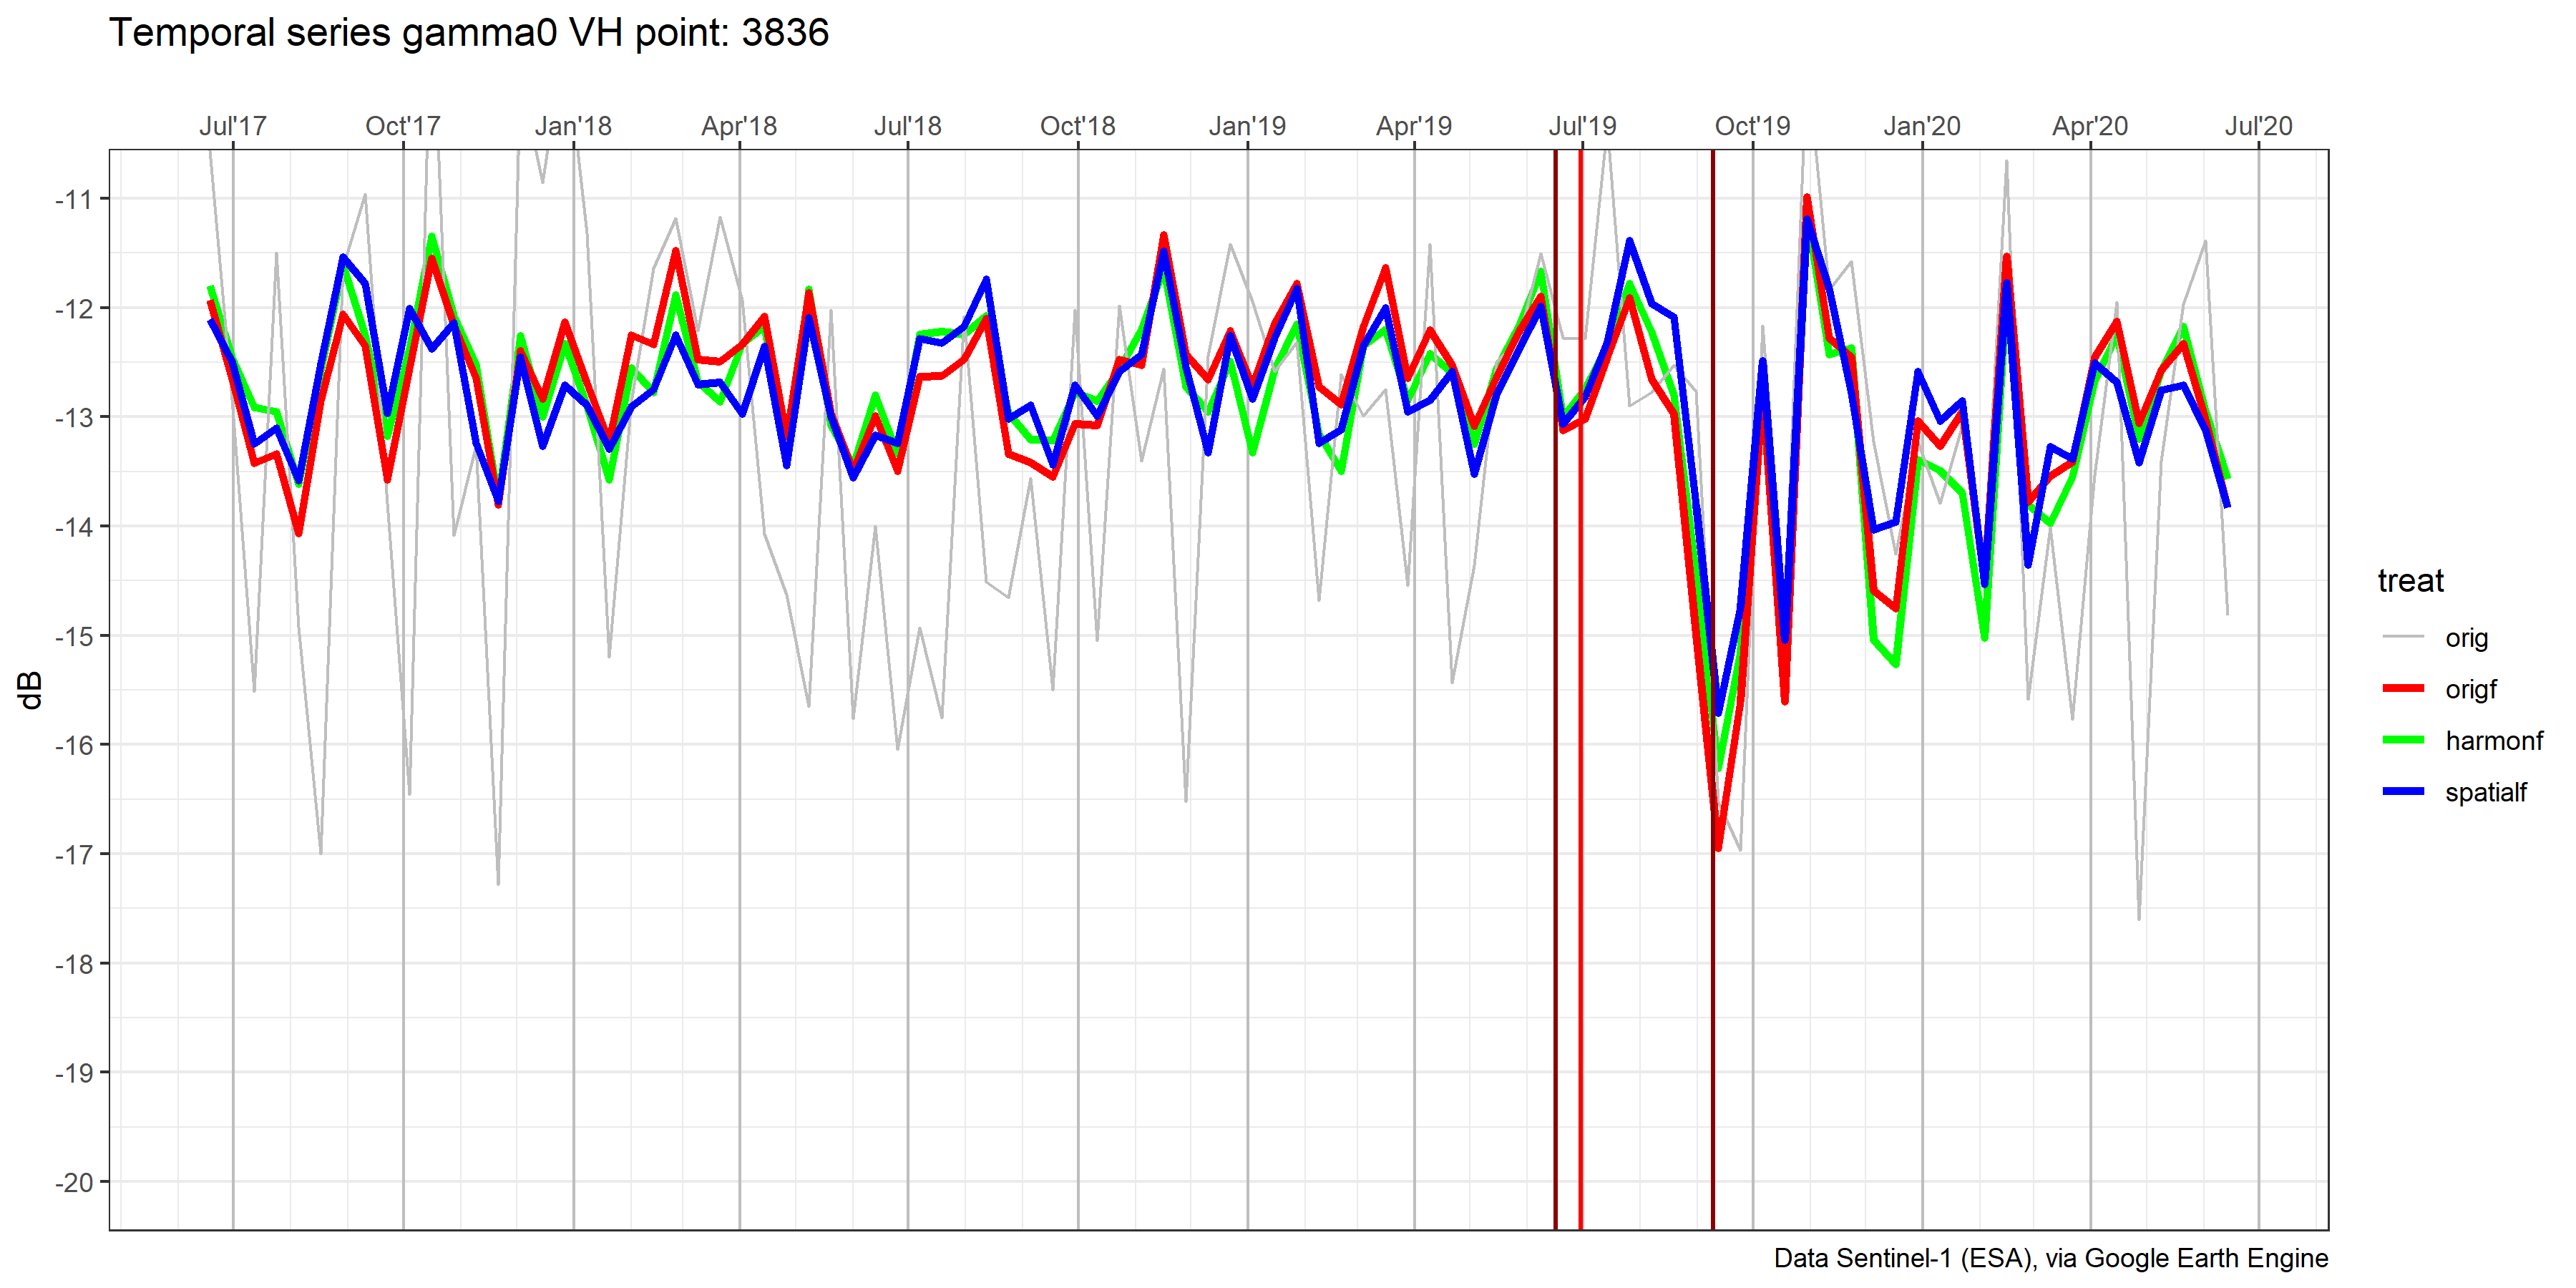 Temporal series gamma0 VH point: 3836
Jul'17 Oct'17 Jan'18 Apr'18 Jul'18 Oct'18 Jan'19 Apr'19 Jul'19 Oct'19 Jan'20 Apr'20 Jul'20
-11
-12
-13
-14
-15
-16
-17
-18
-19
-20
dB
treat
orig
origf
harmonf
spatialf
Data Sentinel-1 (ESA), via Google Earth Engine